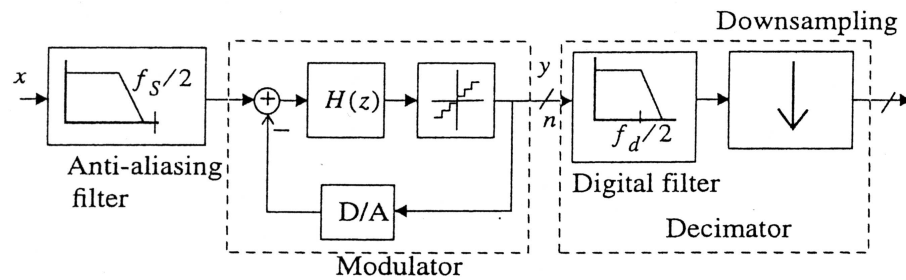 Downsampling
x
f_S/2
H(z)
y
n
f_d/2
−
D/A
Anti-aliasing
filter
Digital filter
Decimator
Modulator